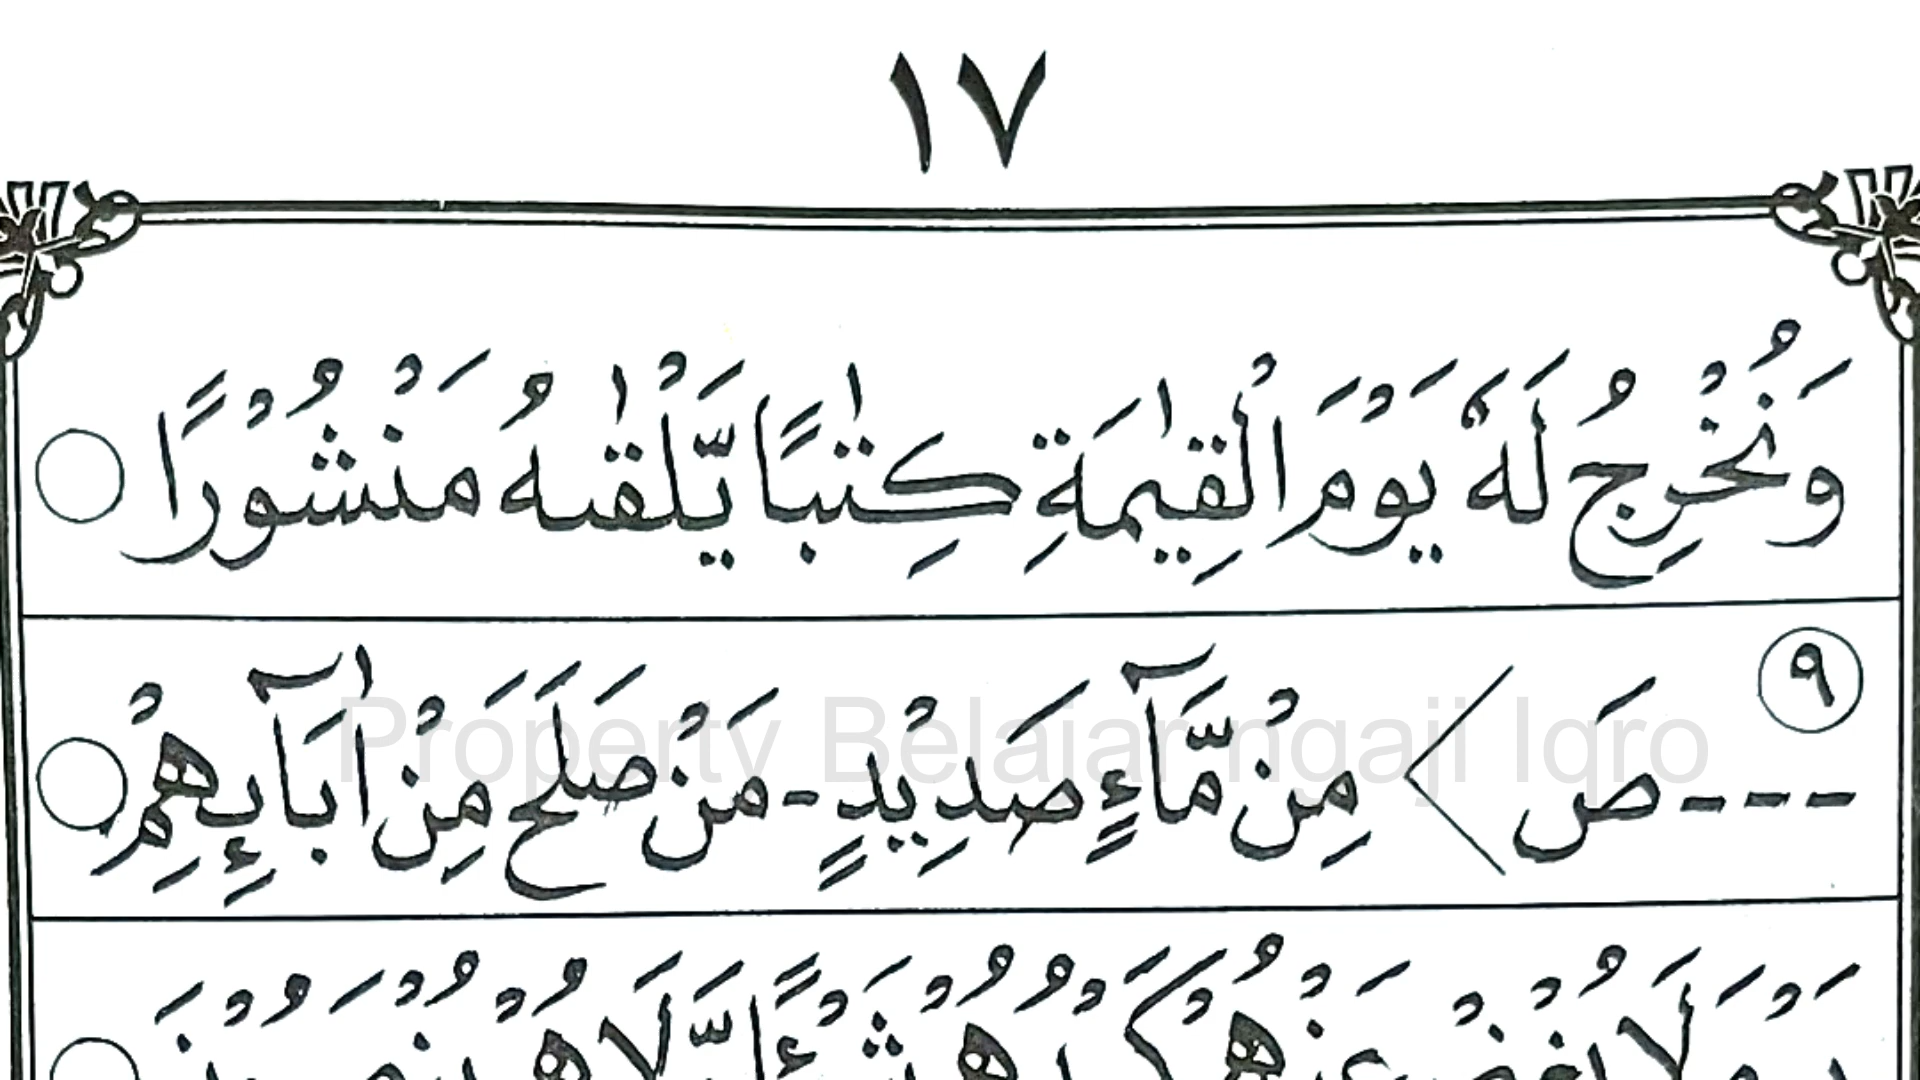 ١٧
وَنُخْرِجُ لَهٗ يَوْمَ الْقِيٰمَةِ كِتٰبًا يَّلْقٰىهُ مَنْشُوْرًا
٩
---صَ > مِنْ مَّآءٍ صَدِيْدٍ - مَنْ صَلَحَ مِنْ اٰبَآئِهِمْ
Property Belajar ngaji Iqro
يَوْمَ لَا يُغْنِيْ عَنْهُمْ كَيْدُهُمْ شَيْئًا وَّلَا هُمْ يُنْصَرُوْنَ